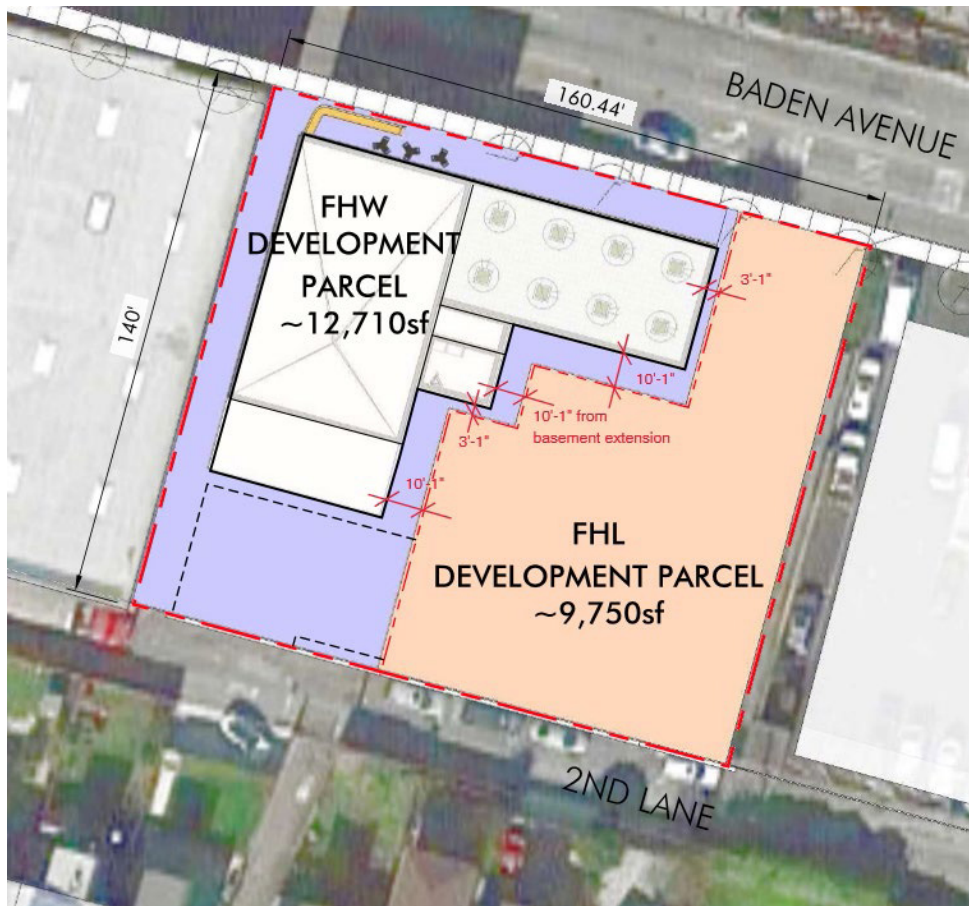 BADEN AVENUE
160.44'
140'
FHW
DEVELOPMENT
PARCEL
~12,710sf
3'-1"
10'-1"
10'-1" from
basement extension
3'-1"
10'-1"
FHL
DEVELOPMENT PARCEL
~9,750sf
2ND LANE